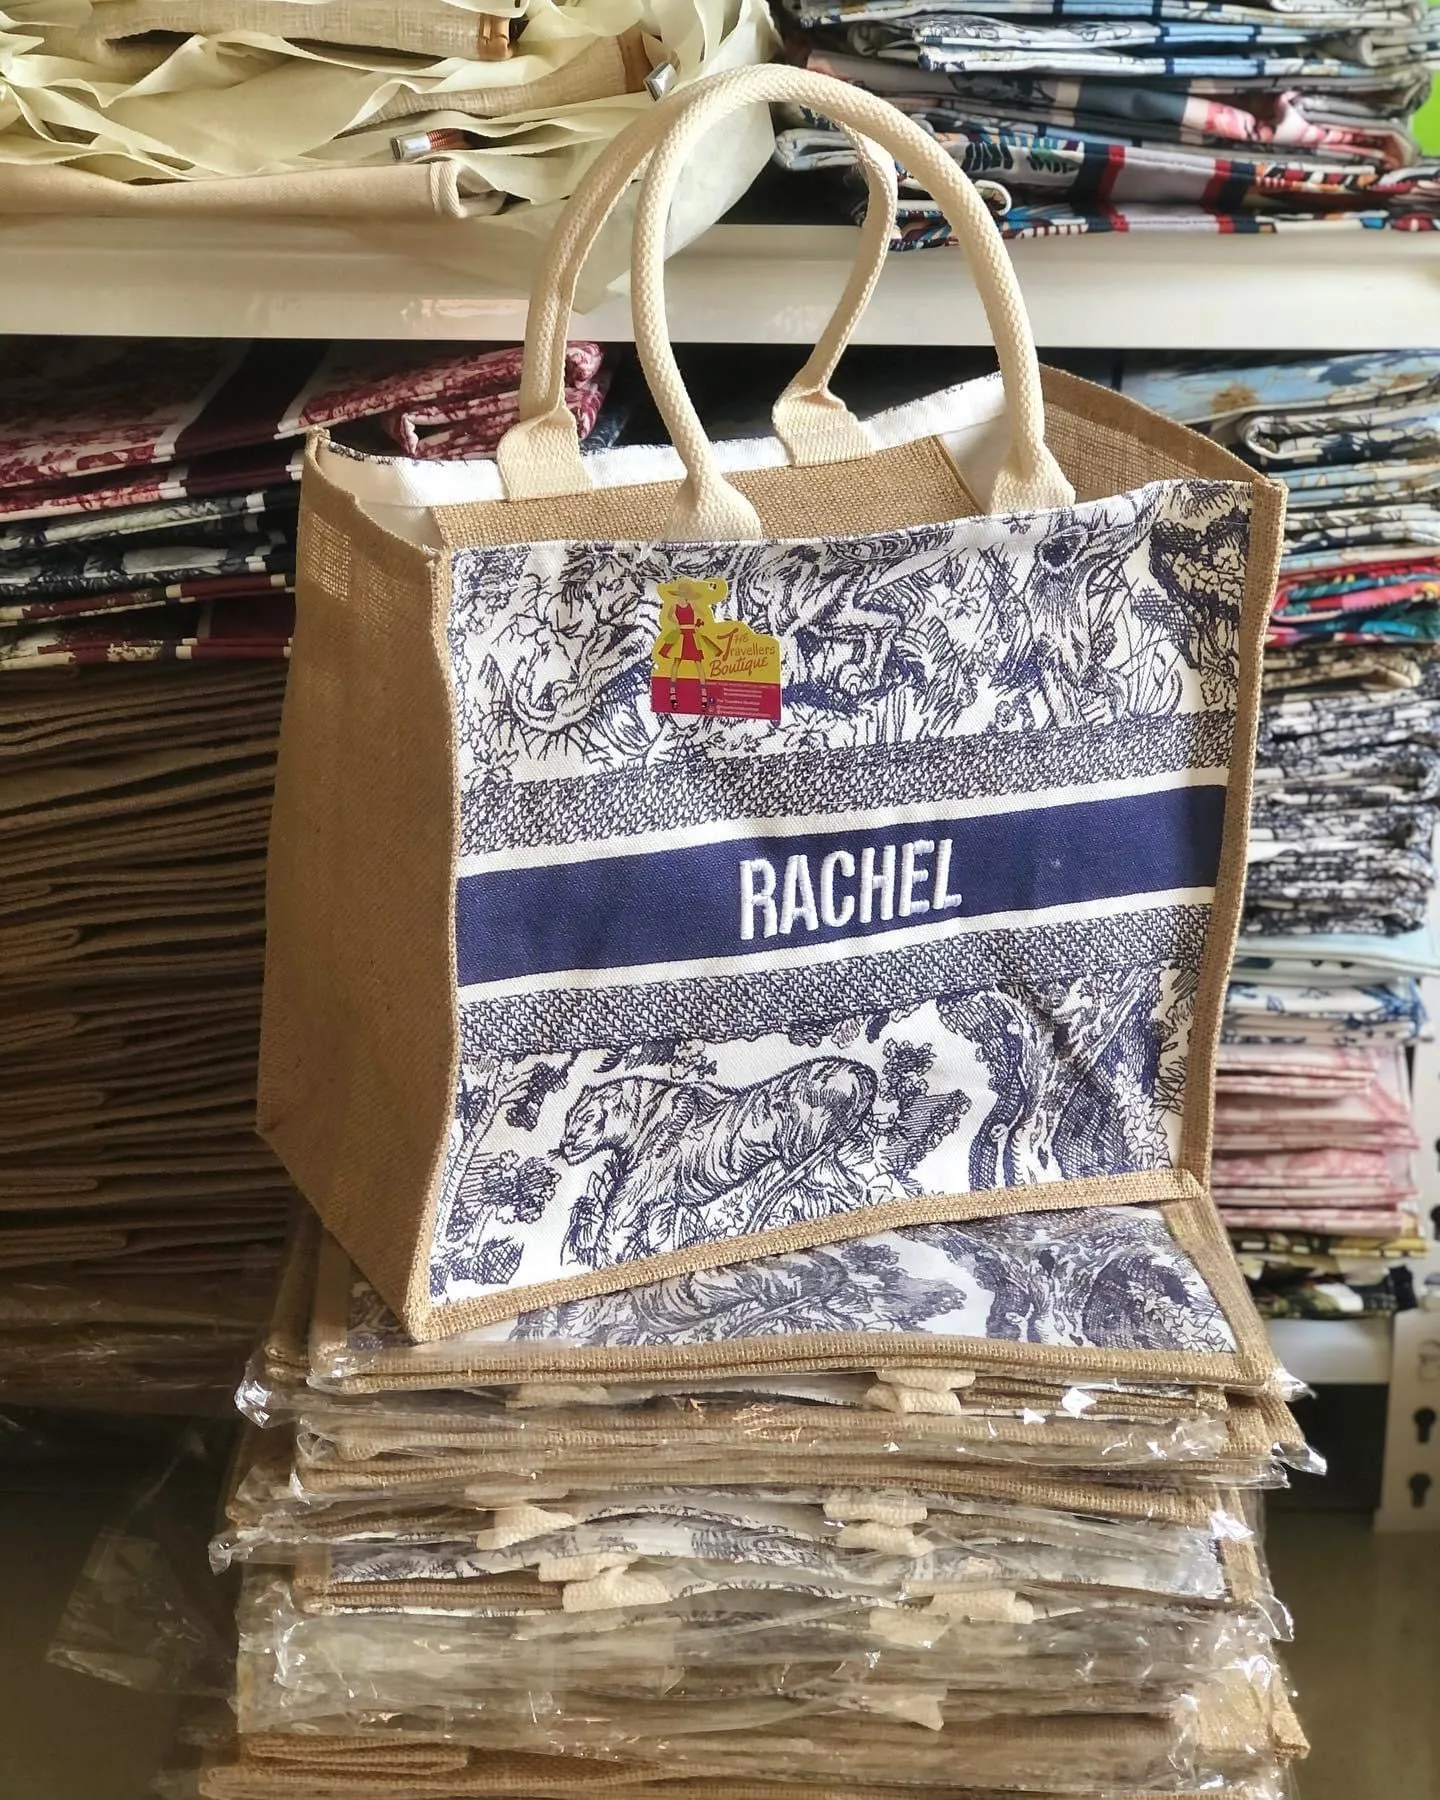 THE
Travellers
Boutique
RACHEL